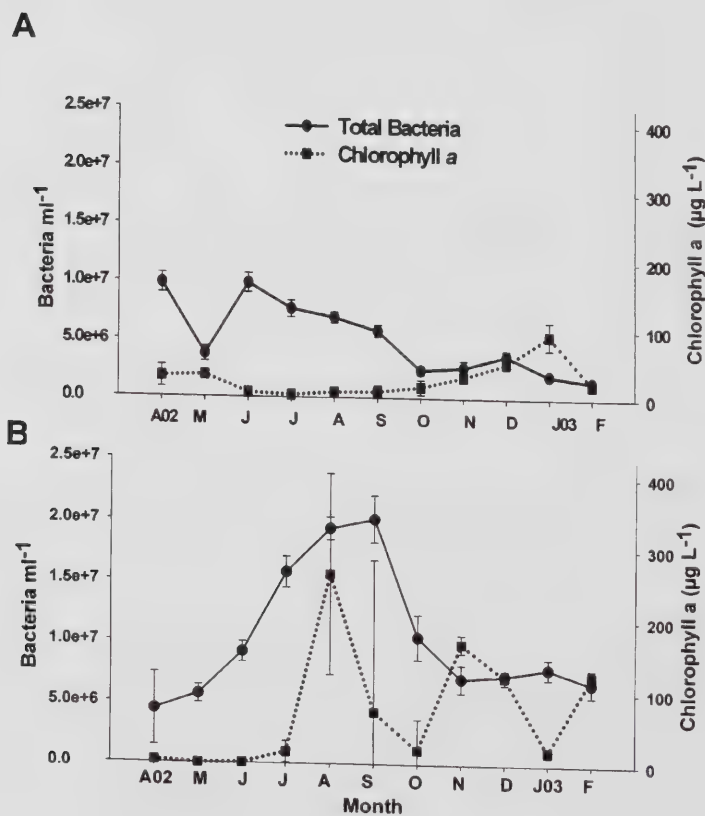 A
2.5e+7
2.0e+7
1.5e+7
1.0e+7
5.0e+6
0.0
Bacteria ml-1
Total Bacteria
Chlorophyll a
400
300
200
100
0
Chlorophyll a (µg L-1)
A02 M J J A S O N D J03 F
B
2.5e+7
2.0e+7
1.5e+7
1.0e+7
5.0e+6
0.0
Bacteria ml-1
400
300
200
100
0
Chlorophyll a (µg L-1)
A02 M J J A S O N D J03 F
Month